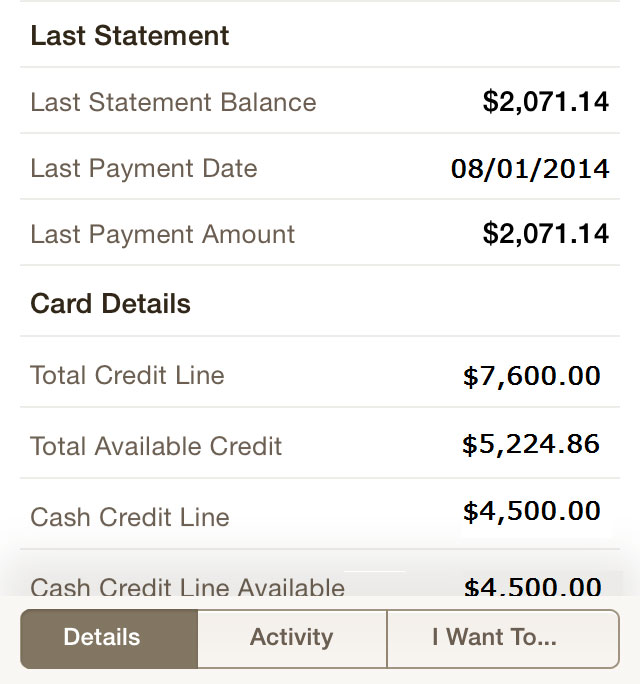 Last Statement
Last Statement Balance $2,071.14
Last Payment Date 08/01/2014
Last Payment Amount $2,071.14
Card Details
Total Credit Line $7,600.00
Total Available Credit $5,224.86
Cash Credit Line $4,500.00
Cash Credit Line Available $4,500.00
Details Activity I Want To...